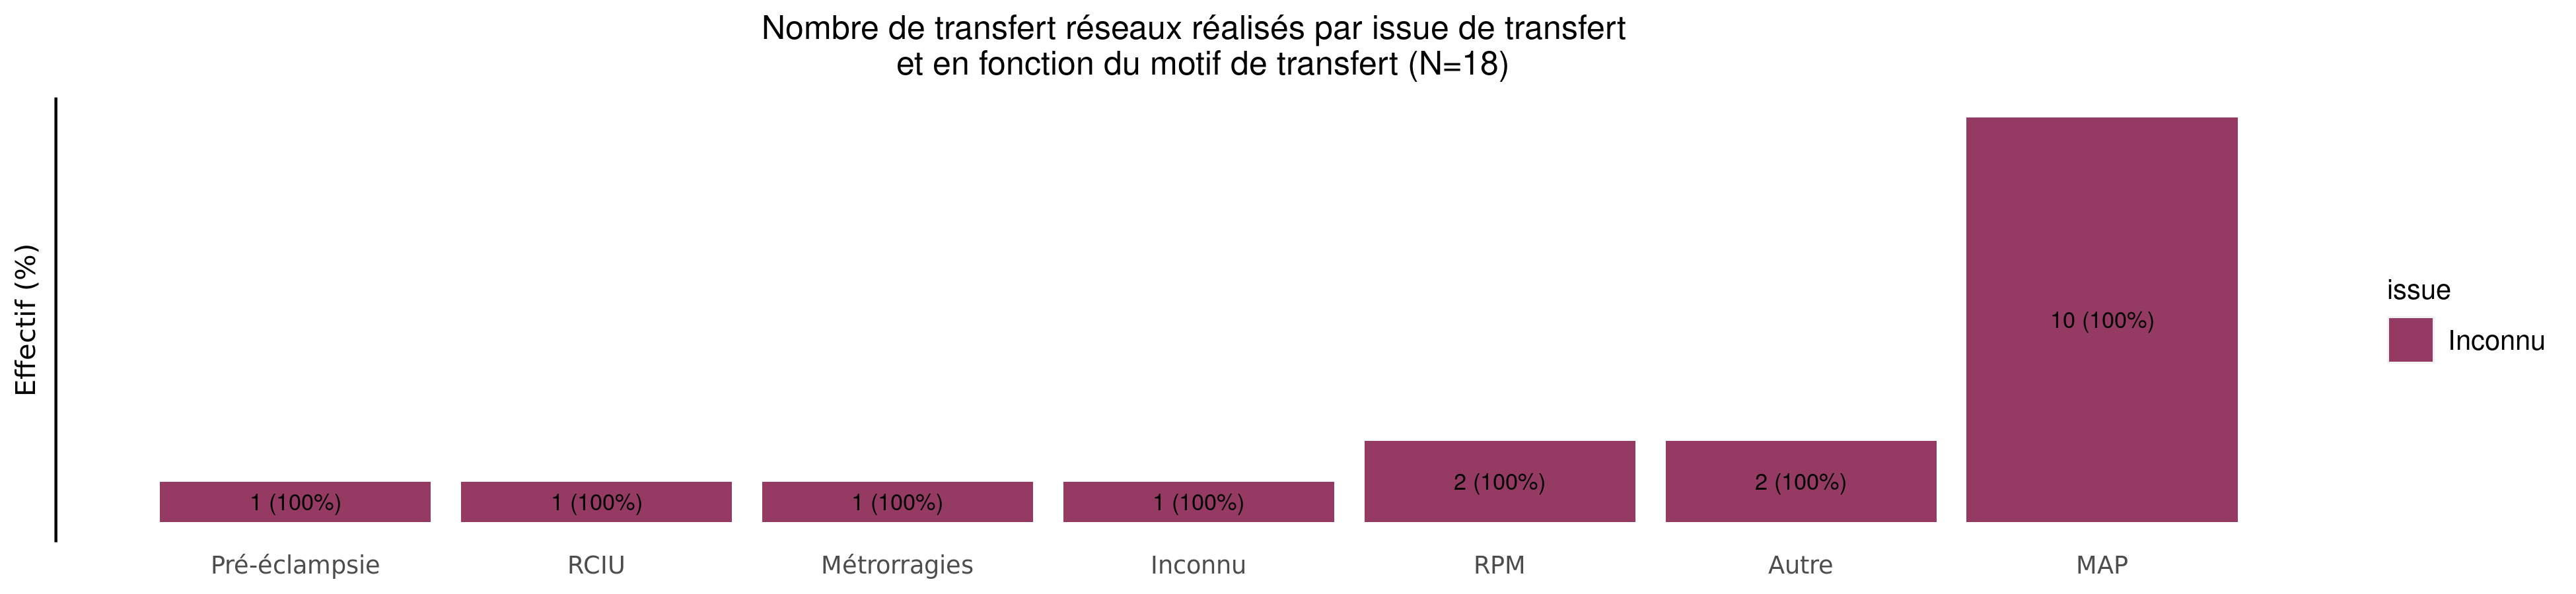 Nombre de transfert réseaux réalisés par issue de transfert
et en fonction du motif de transfert (N=18)
Effectif (%)
1 (100%)
1 (100%)
1 (100%)
1 (100%)
2 (100%)
2 (100%)
10 (100%)
Pré-éclampsie
RCIU
Métrorragies
Inconnu
RPM
Autre
MAP
issue
Inconnu